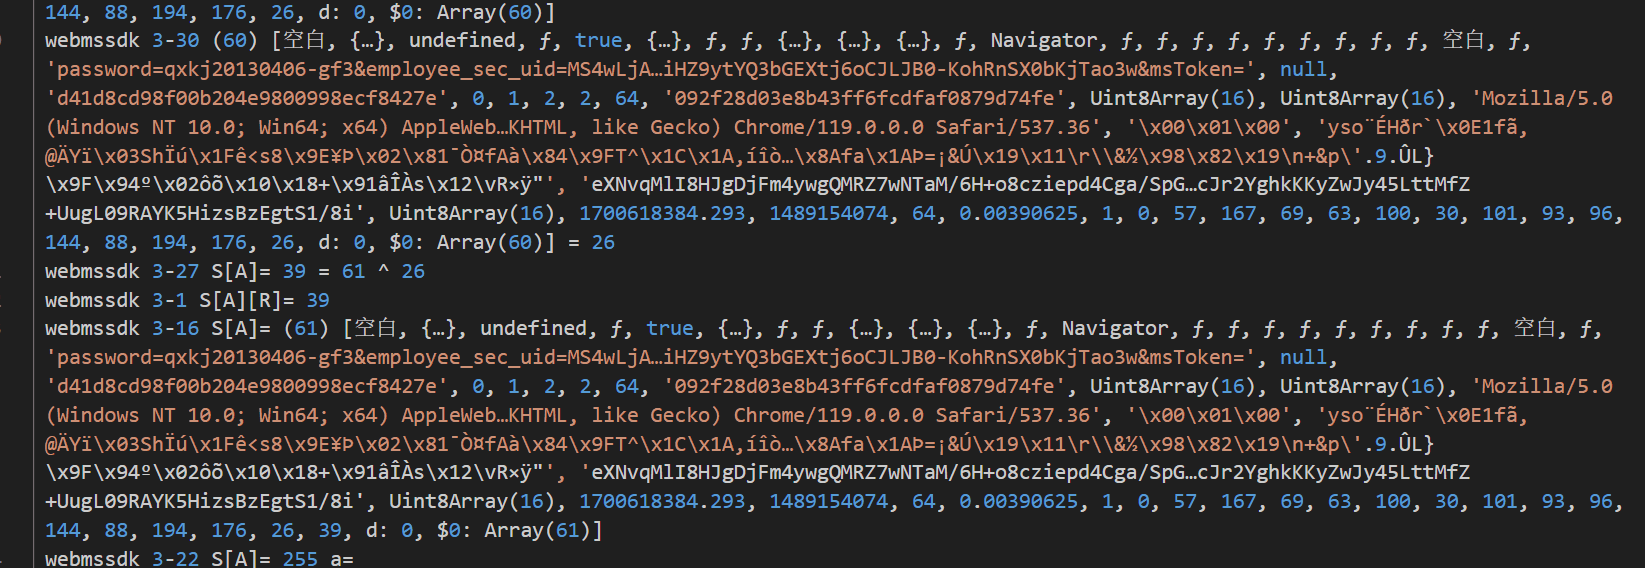 144, 88, 194, 176, 26, d: 0, $0: Array(60)]
webmssdk 3-30 (60) [空白, {…}, undefined, ƒ, true, {…}, ƒ, ƒ, {…}, {…}, {…}, ƒ, Navigator, ƒ, ƒ, ƒ, ƒ, ƒ, ƒ, ƒ, ƒ, ƒ, 空白, ƒ,
'password=qxkj20130406-gf3&employee_sec_uid=MS4wLjA…iHZ9ytYQ3bGEXtj6oCJLJB0-KohRnSX0bKjTao3w&msToken=', null,
'd41d8cd98f00b204e9800998ecf8427e', 0, 1, 2, 2, 64, '092f28d03e8b43ff6fcdfaf0879d74fe', Uint8Array(16), Uint8Array(16), 'Mozilla/5.0
(Windows NT 10.0; Win64; x64) AppleWeb…KHTML, like Gecko) Chrome/119.0.0.0 Safari/537.36', '\x00\x01\x00', 'yso¨ÉHðr`\x0E1fã,
@ÄYï\x03ShÏú\x1Fê<s8\x9E¥Þ\x02\x81¯Ò¤fAà\x84\x9FT^\x1C\x1A,íîò…\x8Afa\x1AÞ=¡&Ú\x19\x11\r\\&½\x98\x82\x19\n+&p\'.9.ÛL}
\x9F\x94º\x02ôõ\x10\x18+\x91âÎÀs\x12\vR×ÿ"', 'eXNvqMlI8HJgDjFm4ywgQMRZ7wNTaM/6H+o8cziepd4Cga/SpG…cJr2YghkKKyZwJy45LttMfZ
+UugL09RAYK5HizsBzEgtS1/8i', Uint8Array(16), 1700618384.293, 1489154074, 64, 0.00390625, 1, 0, 57, 167, 69, 63, 100, 30, 101, 93, 96,
144, 88, 194, 176, 26, d: 0, $0: Array(60)] = 26
webmssdk 3-27 S[A]= 39 = 61 ^ 26
webmssdk 3-1 S[A][R]= 39
webmssdk 3-16 S[A]= (61) [空白, {…}, undefined, ƒ, true, {…}, ƒ, ƒ, {…}, {…}, {…}, ƒ, Navigator, ƒ, ƒ, ƒ, ƒ, ƒ, ƒ, ƒ, ƒ, ƒ, 空白, ƒ,
'password=qxkj20130406-gf3&employee_sec_uid=MS4wLjA…iHZ9ytYQ3bGEXtj6oCJLJB0-KohRnSX0bKjTao3w&msToken=', null,
'd41d8cd98f00b204e9800998ecf8427e', 0, 1, 2, 2, 64, '092f28d03e8b43ff6fcdfaf0879d74fe', Uint8Array(16), Uint8Array(16), 'Mozilla/5.0
(Windows NT 10.0; Win64; x64) AppleWeb…KHTML, like Gecko) Chrome/119.0.0.0 Safari/537.36', '\x00\x01\x00', 'yso¨ÉHðr`\x0E1fã,
@ÄYï\x03ShÏú\x1Fê<s8\x9E¥Þ\x02\x81¯Ò¤fAà\x84\x9FT^\x1C\x1A,íîò…\x8Afa\x1AÞ=¡&Ú\x19\x11\r\\&½\x98\x82\x19\n+&p\'.9.ÛL}
\x9F\x94º\x02ôõ\x10\x18+\x91âÎÀs\x12\vR×ÿ"', 'eXNvqMlI8HJgDjFm4ywgQMRZ7wNTaM/6H+o8cziepd4Cga/SpG…cJr2YghkKKyZwJy45LttMfZ
+UugL09RAYK5HizsBzEgtS1/8i', Uint8Array(16), 1700618384.293, 1489154074, 64, 0.00390625, 1, 0, 57, 167, 69, 63, 100, 30, 101, 93, 96,
144, 88, 194, 176, 26, 39, d: 0, $0: Array(61)]
webmssdk 3-22 S[A]= 255 a=